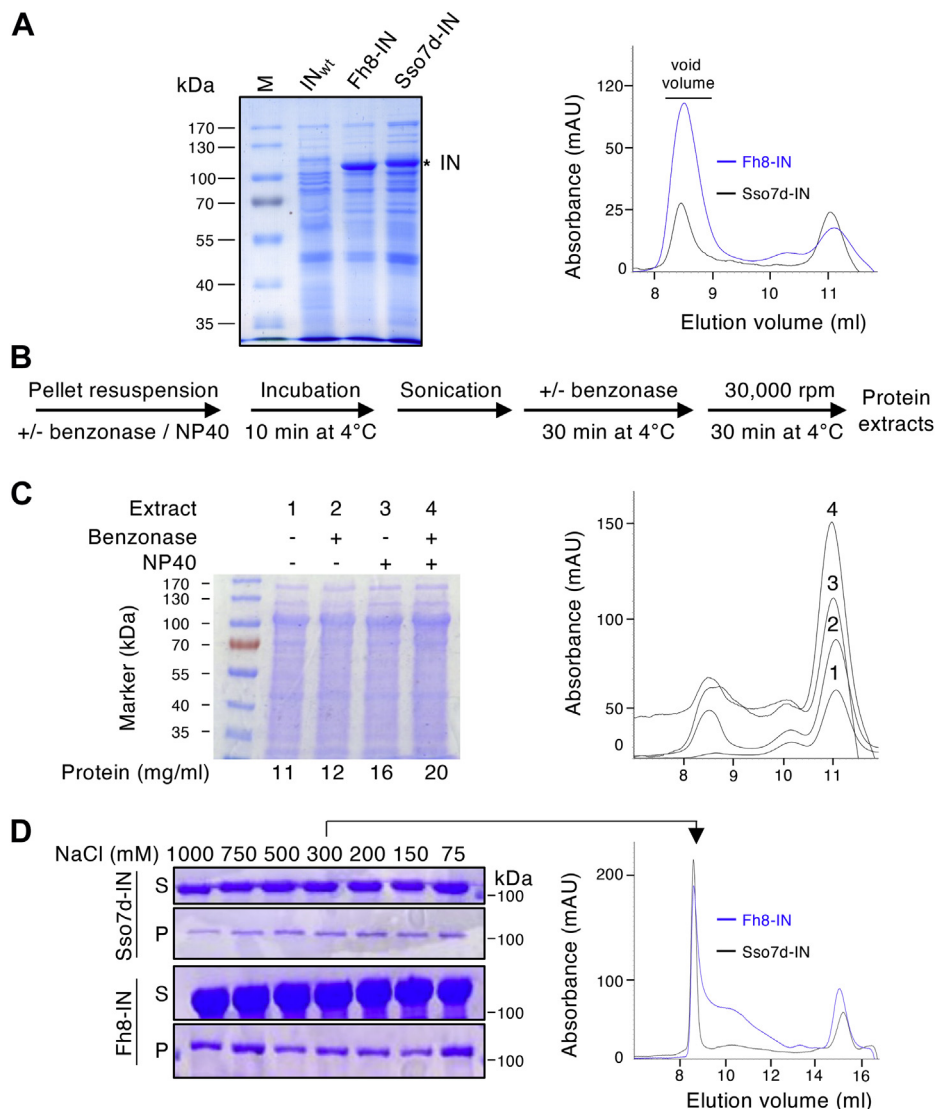 A
kDa
M
INwt
Fh8-IN
Sso7d-IN
170
130
100
70
55
40
35
* IN
void
volume
120
50
25
0
Absorbance (mAU)
Fh8-IN
Sso7d-IN
8 9 10 11
Elution volume (ml)
B
Pellet resuspension Incubation Sonication +/- benzonase 30,000 rpm Protein
+/- benzonase / NP40 10 min at 4°C 30 min at 4°C 30 min at 4°C extracts
C
Extract 1 2 3 4
Benzonase - + - +
NP40 - - + +
Marker (kDa)
170
130
100
70
55
40
35
Protein (mg/ml) 11 12 16 20
Absorbance (mAU)
150
100
50
0
4
3
2
1
8 9 10 11
D
NaCl (mM) 1000 750 500 300 200 150 75
kDa
Sso7d-IN
S
-100
P
-100
Fh8-IN
S
-100
P
-100
Absorbance (mAU)
200
100
0
Fh8-IN
Sso7d-IN
8 10 12 14 16
Elution volume (ml)